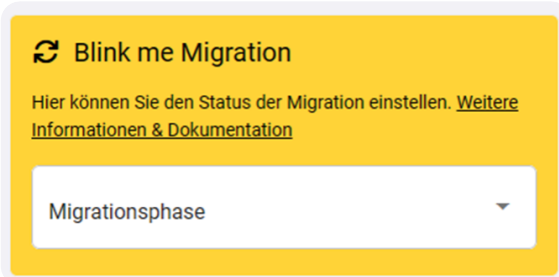 Blink me Migration
Hier können Sie den Status der Migration einstellen. Weitere
Informationen & Dokumentation
Migrationsphase